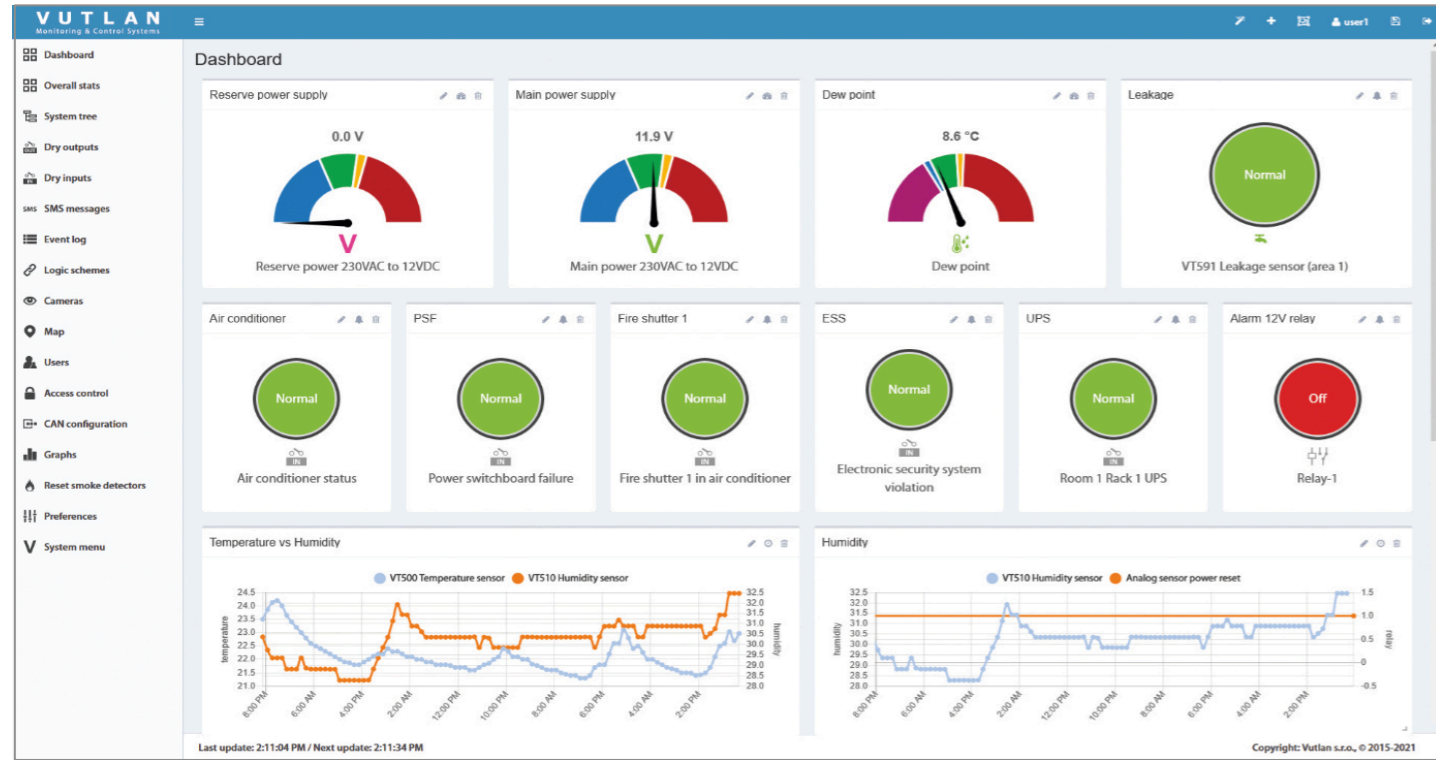 VUTLAN
Monitoring & Control Systems
user1
Dashboard
Overall stats
System tree
Dry outputs
Dry inputs
SMS SMS messages
Event log
Logic schemes
Cameras
Map
Users
Access control
CAN configuration
Graphs
Reset smoke detectors
Preferences
V System menu
Dashboard
Reserve power supply
0.0 V
V
Reserve power 230VAC to 12VDC
Main power supply
11.9 V
V
Main power 230VAC to 12VDC
Dew point
8.6 °C
Dew point
Leakage
Normal
VT591 Leakage sensor (area 1)
Air conditioner
Normal
IN
Air conditioner status
PSF
Normal
IN
Power switchboard failure
Fire shutter 1
Normal
IN
Fire shutter 1 in air conditioner
ESS
Normal
IN
Electronic security system
violation
UPS
Normal
IN
Room 1 Rack 1 UPS
Alarm 12V relay
Off
Relay-1
Temperature vs Humidity
VT500 Temperature sensor VT510 Humidity sensor
temperature
24.5
24.0
23.5
23.0
22.5
22.0
21.5
21.0
32.5
32.0
31.5
31.0
30.5
30.0
29.5
29.0
28.5
28.0
humidity
8:00 PM
6:00 AM
4:00 PM
2:00 AM
12:00 PM
10:00 PM
8:00 AM
6:00 PM
4:00 AM
2:00 PM
Humidity
VT510 Humidity sensor Analog sensor power reset
humidity
32.5
32.0
31.5
31.0
30.5
30.0
29.5
29.0
28.5
28.0
1.5
1.0
0.5
0
-0.5
relay
8:00 PM
6:00 AM
4:00 PM
2:00 AM
12:00 PM
10:00 PM
8:00 AM
6:00 PM
4:00 AM
2:00 PM
Last update: 2:11:04 PM / Next update: 2:11:34 PM
Copyright: Vutlan s.r.o., © 2015-2021